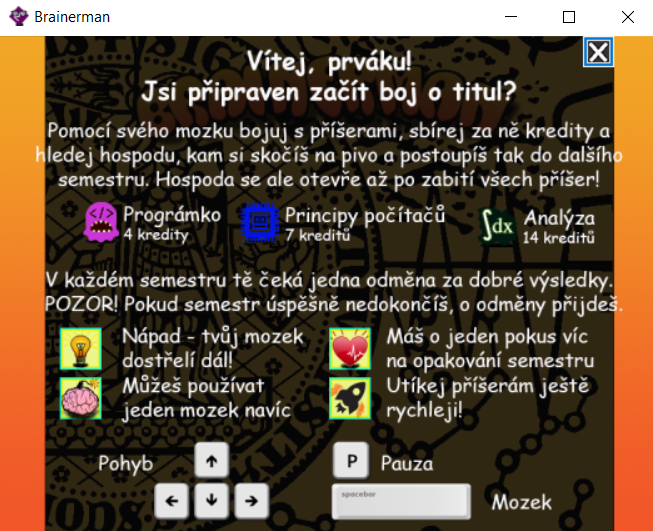 Brainerman
Vítej, prváku!
Jsi připraven začít boj o titul?
Pomocí svého mozku bojuj s příšerami, sbírej za ně kredity a
hledej hospodu, kam si skočíš na pivo a postoupíš tak do dalšího
semestru. Hospoda se ale otevře až po zabití všech příšer!
Prográmko
4 kredity
Principy počítačů
7 kreditů
∫dx
Analýza
14 kreditů
V každém semestru tě čeká jedna odměna za dobré výsledky.
POZOR! Pokud semestr úspěšně nedokončíš, o odměny přijdeš.
Nápad - tvůj mozek
dostřelí dál!
Máš o jeden pokus víc
na opakování semestru
Můžeš používat
jeden mozek navíc
Utíkej příšerám ještě
rychleji!
Pohyb
P
Pauza
spacebar
Mozek